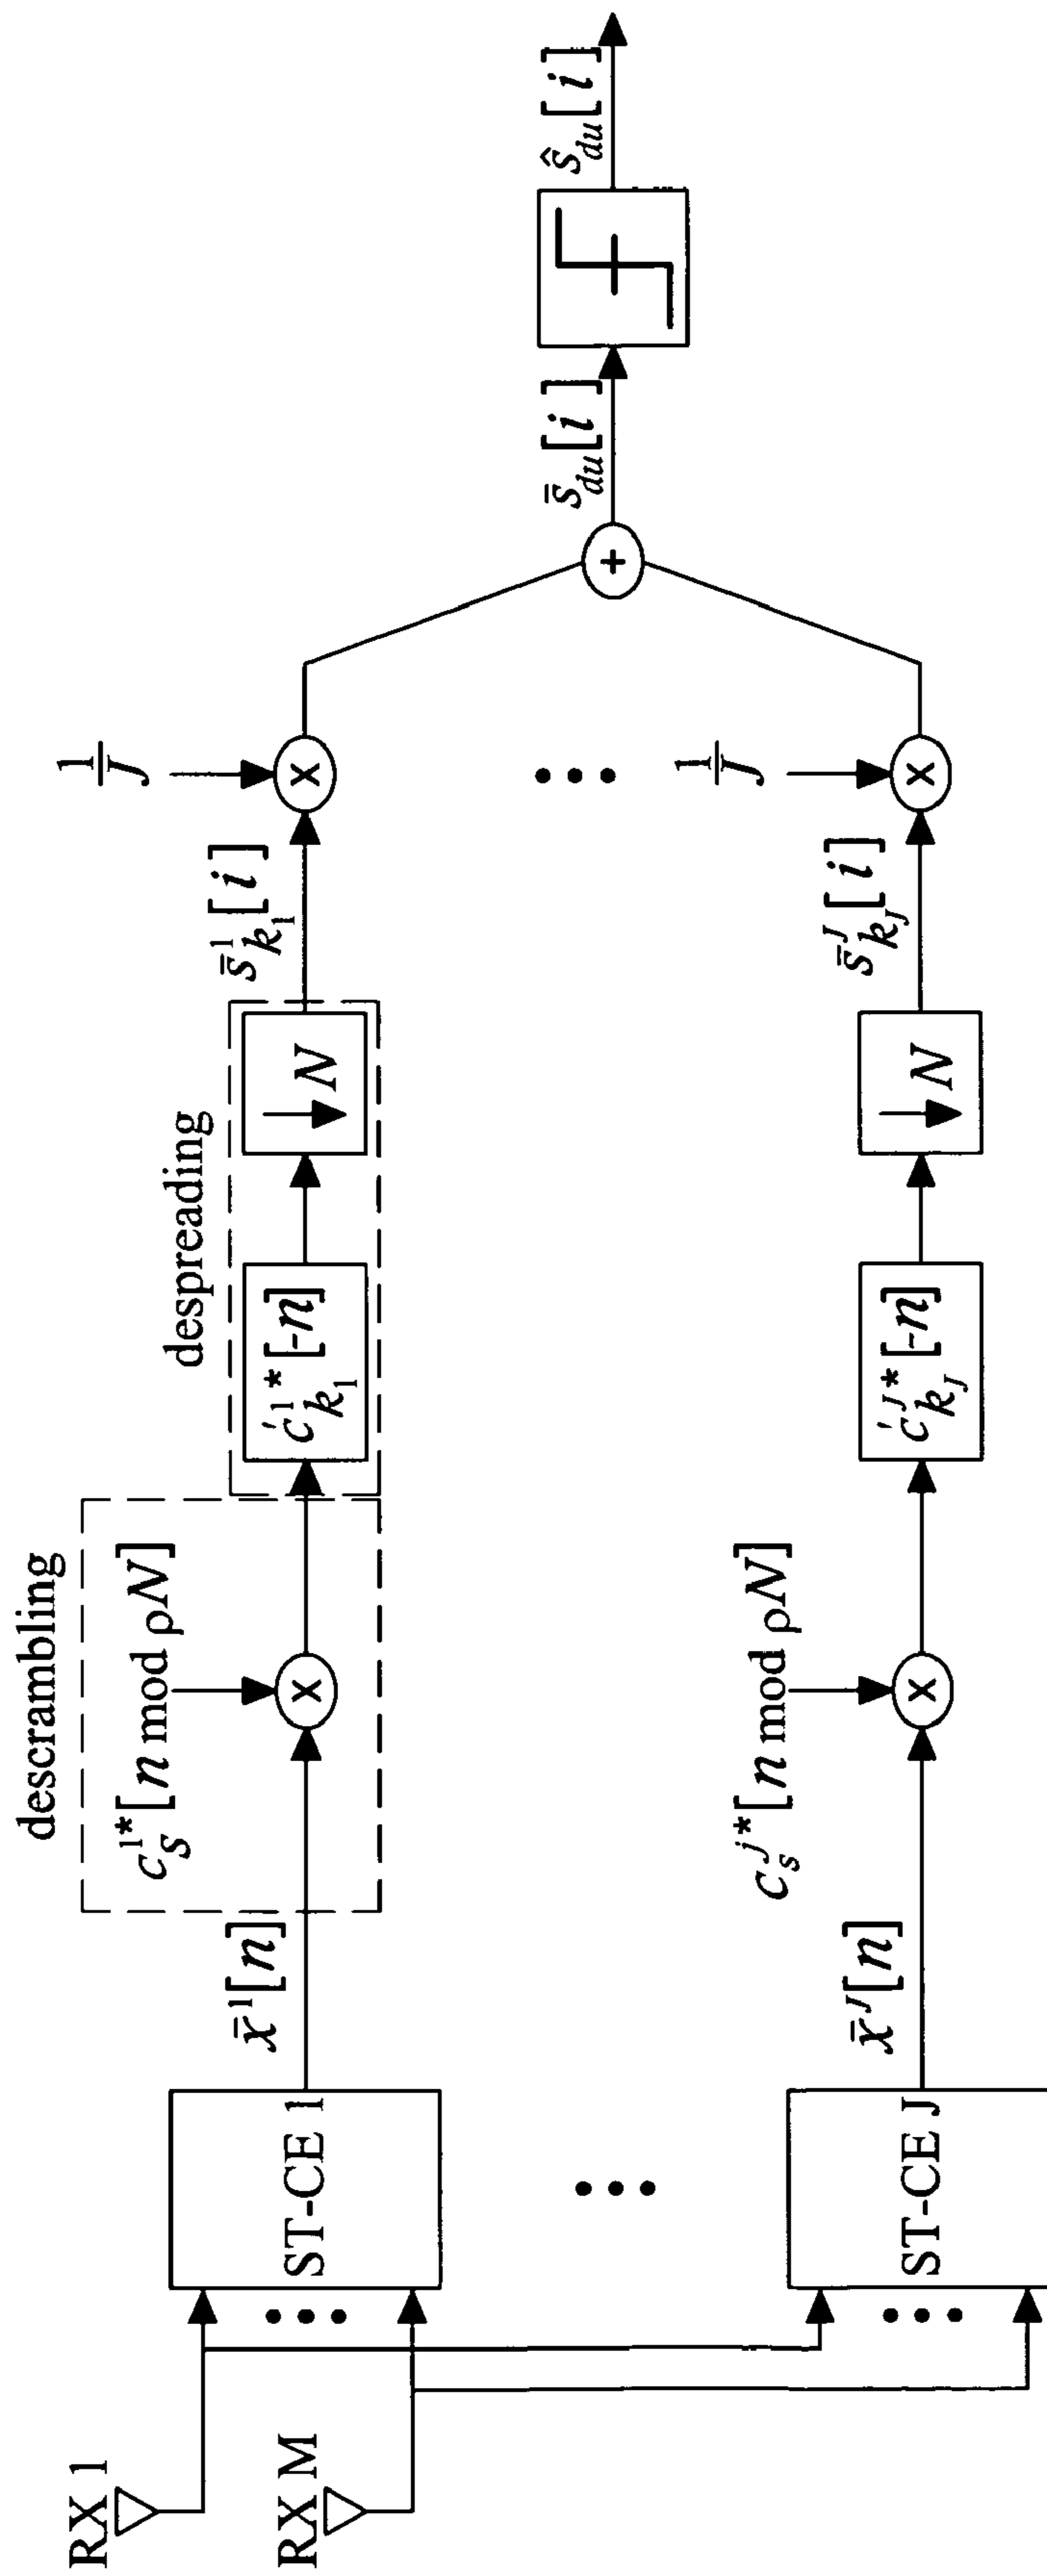 RX 1
RX M
ST-CE 1
x̄¹[n]
descrambling
c_S^{1*}[n mod ρN]
despreading
c'^{1*}_{k_1}[-n]
↓N
s̄^1_{k_1}[i]
1/J
ST-CE J
x̄^J[n]
c_s^{j*}[n mod ρN]
c'^{J*}_{k_J}[-n]
↓N
s̄^J_{k_J}[i]
1/J
x
x
x
x
+
s̄_{du}[i]
ŝ_{du}[i]